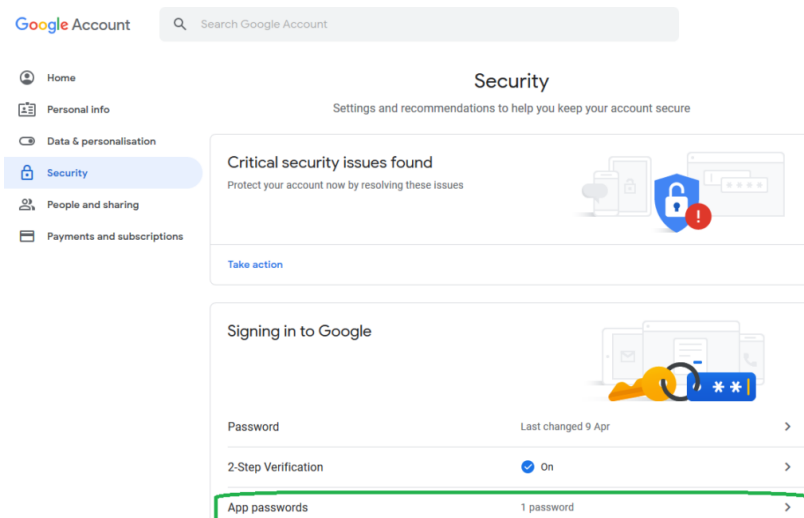 Google Account
Search Google Account
Home
Personal info
Data & personalisation
Security
People and sharing
Payments and subscriptions
Security
Settings and recommendations to help you keep your account secure
Critical security issues found
Protect your account now by resolving these issues
Take action
Signing in to Google
Password Last changed 9 Apr
2-Step Verification On
App passwords 1 password